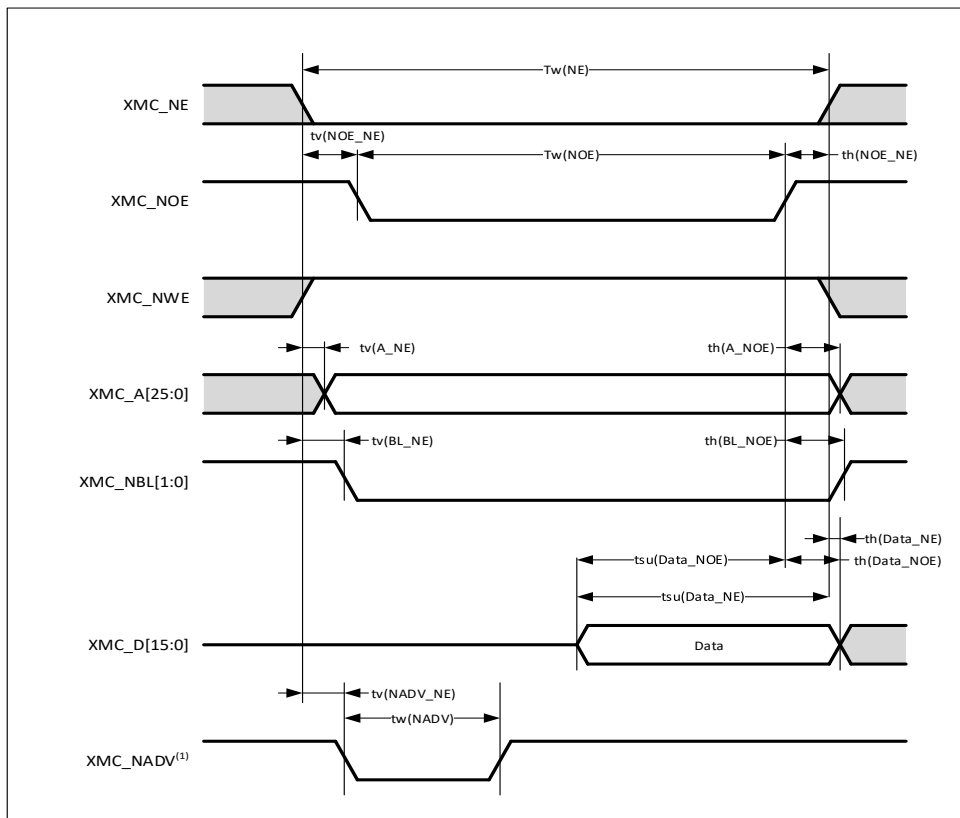 Tw(NE)
XMC_NE
tv(NOE_NE)
Tw(NOE)
th(NOE_NE)
XMC_NOE
XMC_NWE
tv(A_NE)
th(A_NOE)
XMC_A[25:0]
tv(BL_NE)
th(BL_NOE)
XMC_NBL[1:0]
th(Data_NE)
tsu(Data_NOE)
th(Data_NOE)
tsu(Data_NE)
XMC_D[15:0]
Data
tv(NADV_NE)
tw(NADV)
XMC_NADV(1)